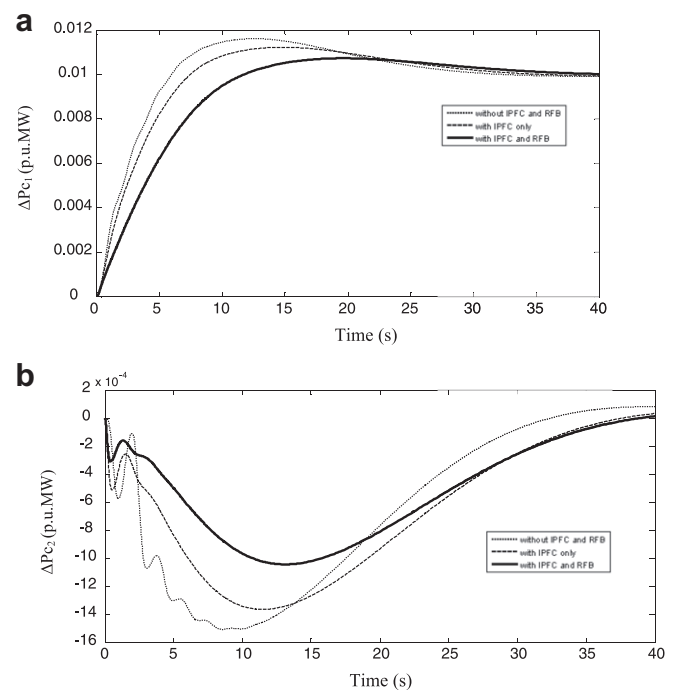 a
0.012
0.01
0.008
0.006
0.004
0.002
0
ΔPc₁ (p.u.MW)
without IPFC and RFB
with IPFC only
with IPFC and RFB
0 5 10 15 20 25 30 35 40
Time (s)
b
2 x 10⁻⁴
0
-2
-4
-6
-8
-10
-12
-14
-16
ΔPc₂ (p.u.MW)
without IPFC and RFB
with IPFC only
with IPFC and RFB
0 5 10 15 20 25 30 35 40
Time (s)